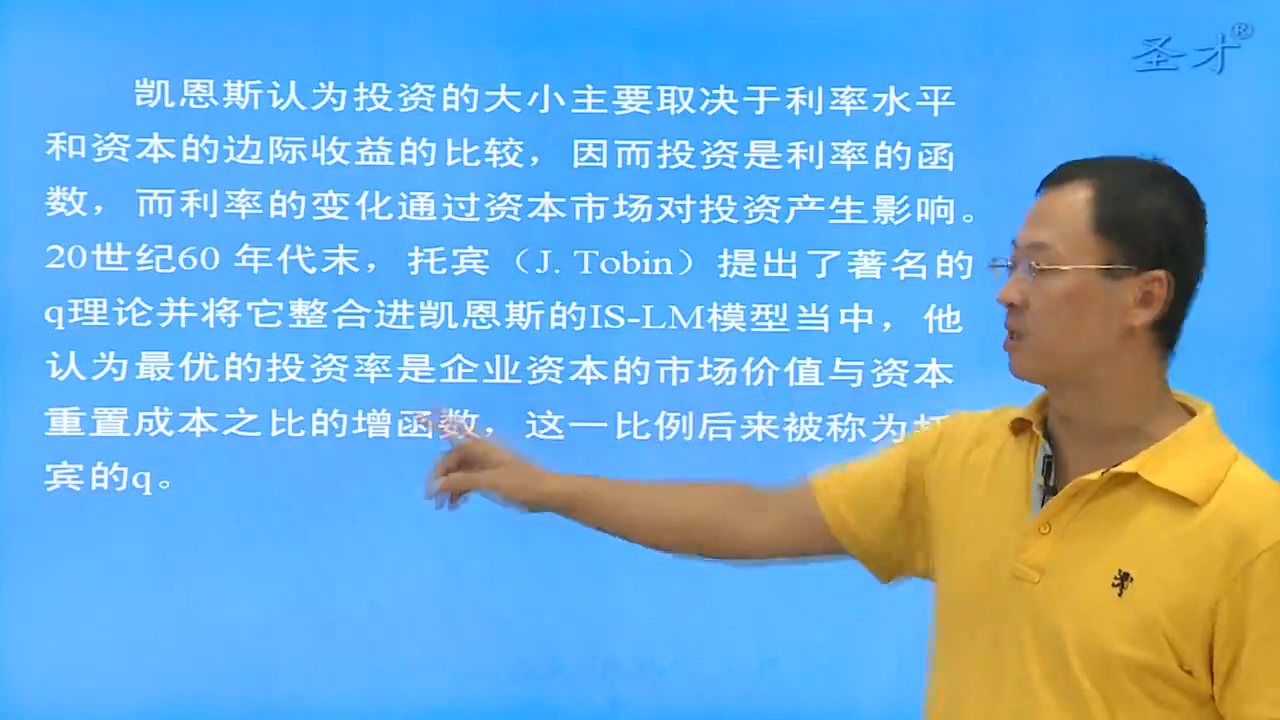 圣才®
凯恩斯认为投资的大小主要取决于利率水平
和资本的边际收益的比较，因而投资是利率的函
数，而利率的变化通过资本市场对投资产生影响。
20世纪60 年代末，托宾（J. Tobin）提出了著名的
q理论并将它整合进凯恩斯的IS-LM模型当中，他
认为最优的投资率是企业资本的市场价值与资本
重置成本之比的增函数，这一比例后来被称为托
宾的q。